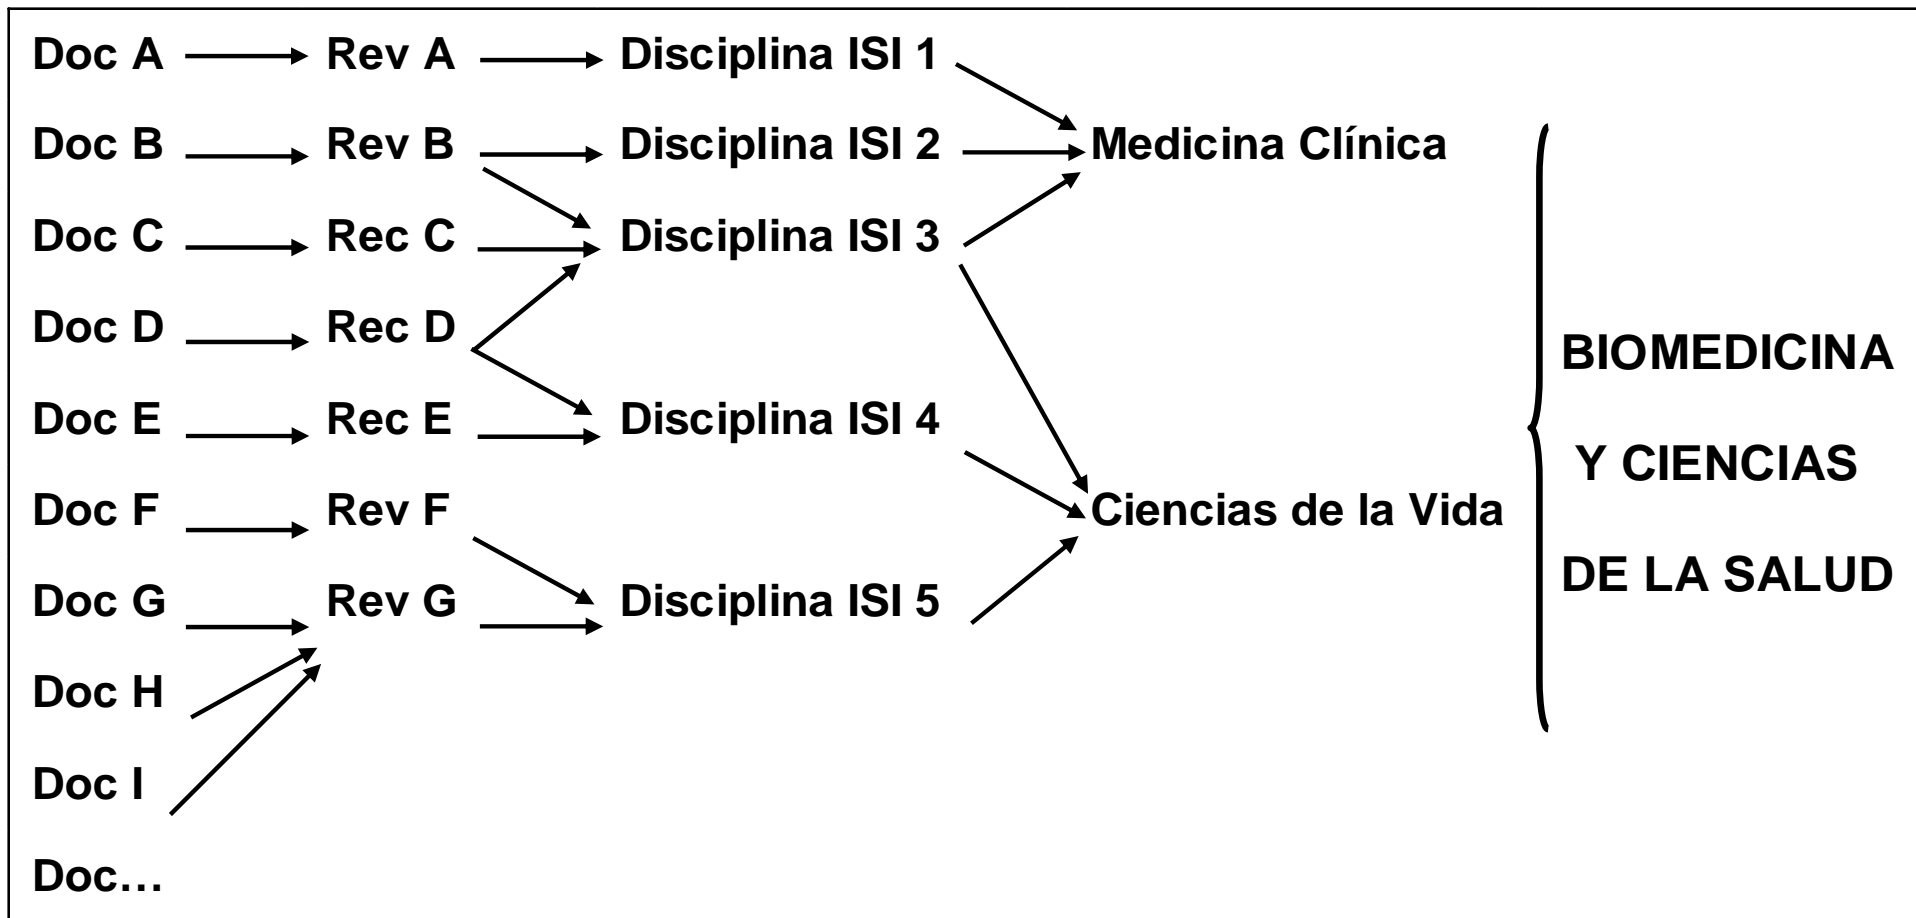 Doc A Rev A Disciplina ISI 1
Doc B Rev B Disciplina ISI 2 Medicina Clínica
Doc C Rec C Disciplina ISI 3
Doc D Rec D
BIOMEDICINA
Doc E Rec E Disciplina ISI 4
Y CIENCIAS
Doc F Rev F Ciencias de la Vida
DE LA SALUD
Doc G Rev G Disciplina ISI 5
Doc H
Doc I
Doc…